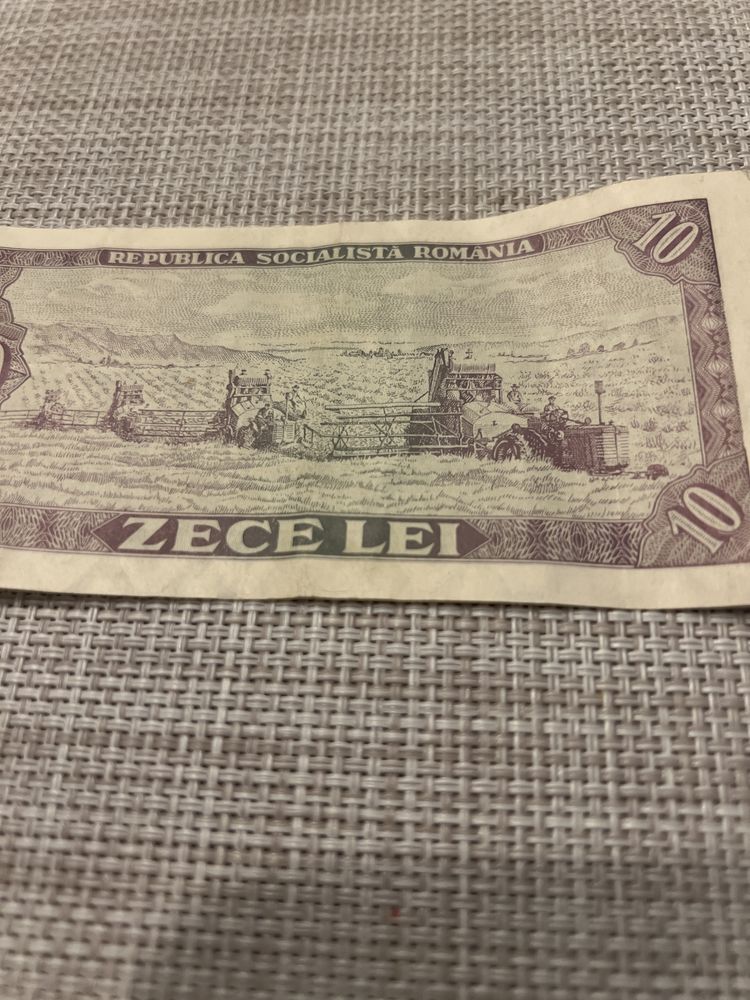 REPUBLICA SOCIALISTĂ ROMÂNIA
10
ZECE LEI
10